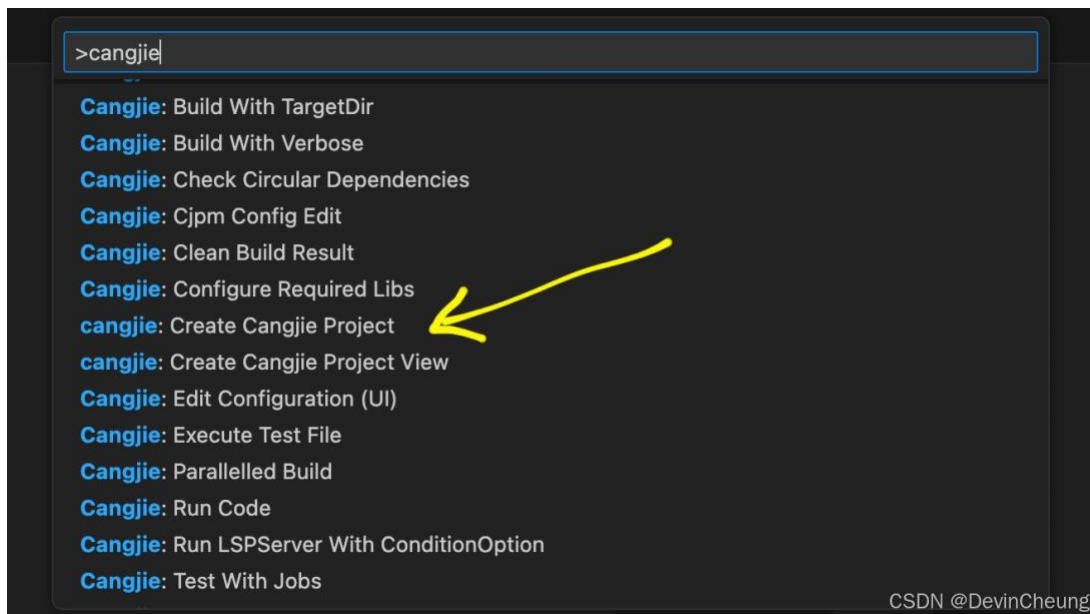 >cangjie
Cangjie: Build With TargetDir
Cangjie: Build With Verbose
Cangjie: Check Circular Dependencies
Cangjie: Cjpm Config Edit
Cangjie: Clean Build Result
Cangjie: Configure Required Libs
cangjie: Create Cangjie Project
cangjie: Create Cangjie Project View
Cangjie: Edit Configuration (UI)
Cangjie: Execute Test File
Cangjie: Parallelled Build
Cangjie: Run Code
Cangjie: Run LSPServer With ConditionOption
Cangjie: Test With Jobs
CSDN @DevinCheung